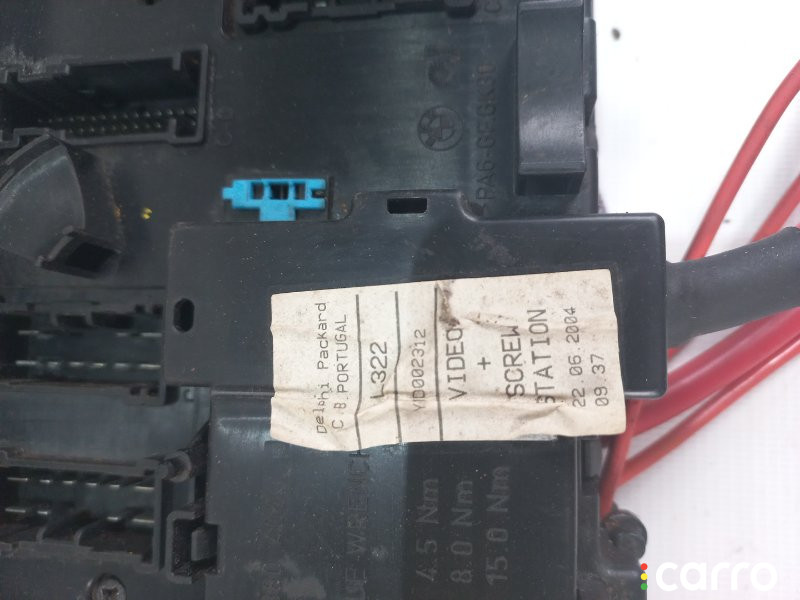 Delphi Packard
C.B.PORTUGAL
L322
VID002312
VIDEO
+
SCREW
STATION
22.06.2004
09.37
4.5 Nm
8.0 Nm
15.0 Nm
carro